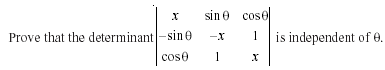 x sin θ cos θ
Prove that the determinant −sin θ −x 1 is independent of θ.
cos θ 1 x